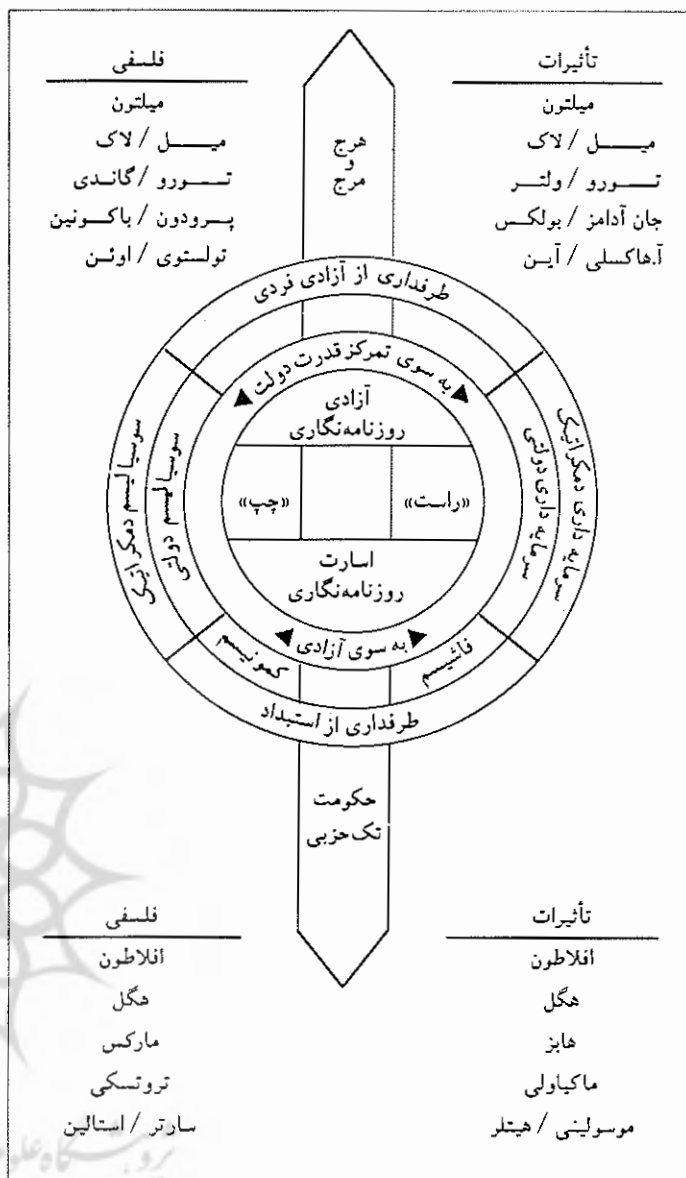 تأثیرات
میلتون
میل / لاک
تورو / ولتر
جان آدامز / بولکس
آ.هاکسلی / آین
فلسفی
میلتون
میل / لاک
تورو / گاندی
پرودون / باکونین
تولستوی / اوئن
هرج
و
مرج
طرفداری از آزادی فردی
به سوی تمرکز قدرت دولت
سرمایه داری دمکراتیک
سرمایه داری دولتی
سوسیالیسم دولتی
سوسیالیسم دمکراتیک
آزادی
روزنامه‌نگاری
«راست»
«چپ»
اسارت
روزنامه‌نگاری
به سوی آزادی
فاشیسم
کمونیسم
طرفداری از استبداد
حکومت
تک‌حزبی
تأثیرات
افلاطون
هگل
هابز
ماکیاولی
موسولینی / هیتلر
فلسفی
افلاطون
هگل
مارکس
تروتسکی
سارتر / استالین